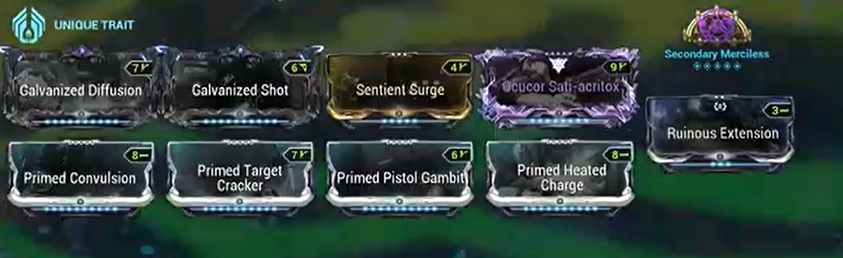 UNIQUE TRAIT
Secondary Merciless
7
Galvanized Diffusion
6
Galvanized Shot
4
Sentient Surge
9
Ocucor Sati-acritox
3
Ruinous Extension
8
Primed Convulsion
7
Primed Target
Cracker
6
Primed Pistol Gambit
8
Primed Heated
Charge